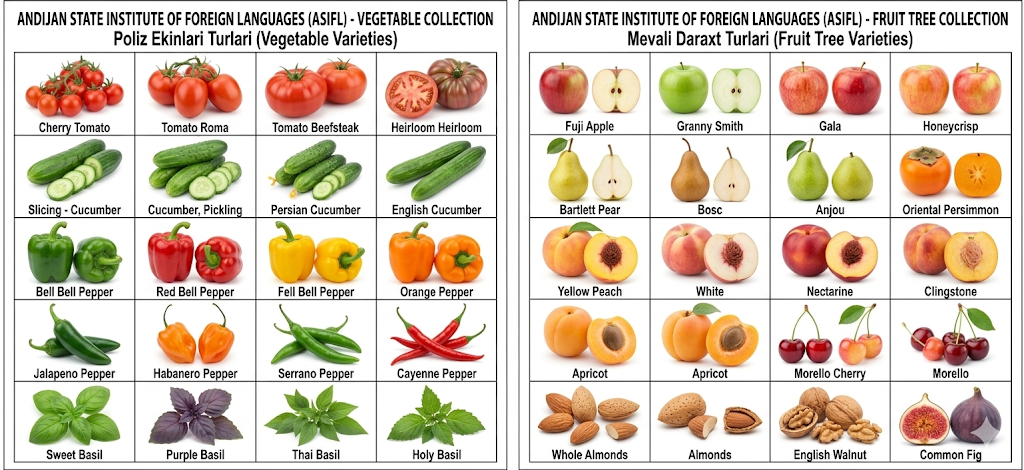 ANDIJAN STATE INSTITUTE OF FOREIGN LANGUAGES (ASIFL) - VEGETABLE COLLECTION
Poliz Ekinlari Turlari (Vegetable Varieties)
Cherry Tomato
Tomato Roma
Tomato Beefsteak
Heirloom Heirloom
Slicing - Cucumber
Cucumber, Pickling
Persian Cucumber
English Cucumber
Bell Bell Pepper
Red Bell Pepper
Fell Bell Pepper
Orange Pepper
Jalapeno Pepper
Habanero Pepper
Serrano Pepper
Cayenne Pepper
Sweet Basil
Purple Basil
Thai Basil
Holy Basil
ANDIJAN STATE INSTITUTE OF FOREIGN LANGUAGES (ASIFL) - FRUIT TREE COLLECTION
Mevali Daraxt Turlari (Fruit Tree Varieties)
Fuji Apple
Granny Smith
Gala
Honeycrisp
Bartlett Pear
Bosc
Anjou
Oriental Persimmon
Yellow Peach
White
Nectarine
Clingstone
Apricot
Apricot
Morello Cherry
Morello
Whole Almonds
Almonds
English Walnut
Common Fig